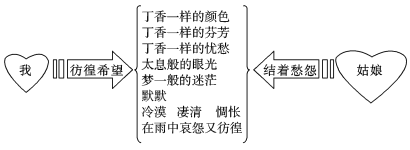 我
彷徨希望
丁香一样的颜色
丁香一样的芬芳
丁香一样的忧愁
太息般的眼光
梦一般的迷茫
默默
冷漠 凄清 惆怅
在雨中哀怨又彷徨
结着愁怨
姑娘